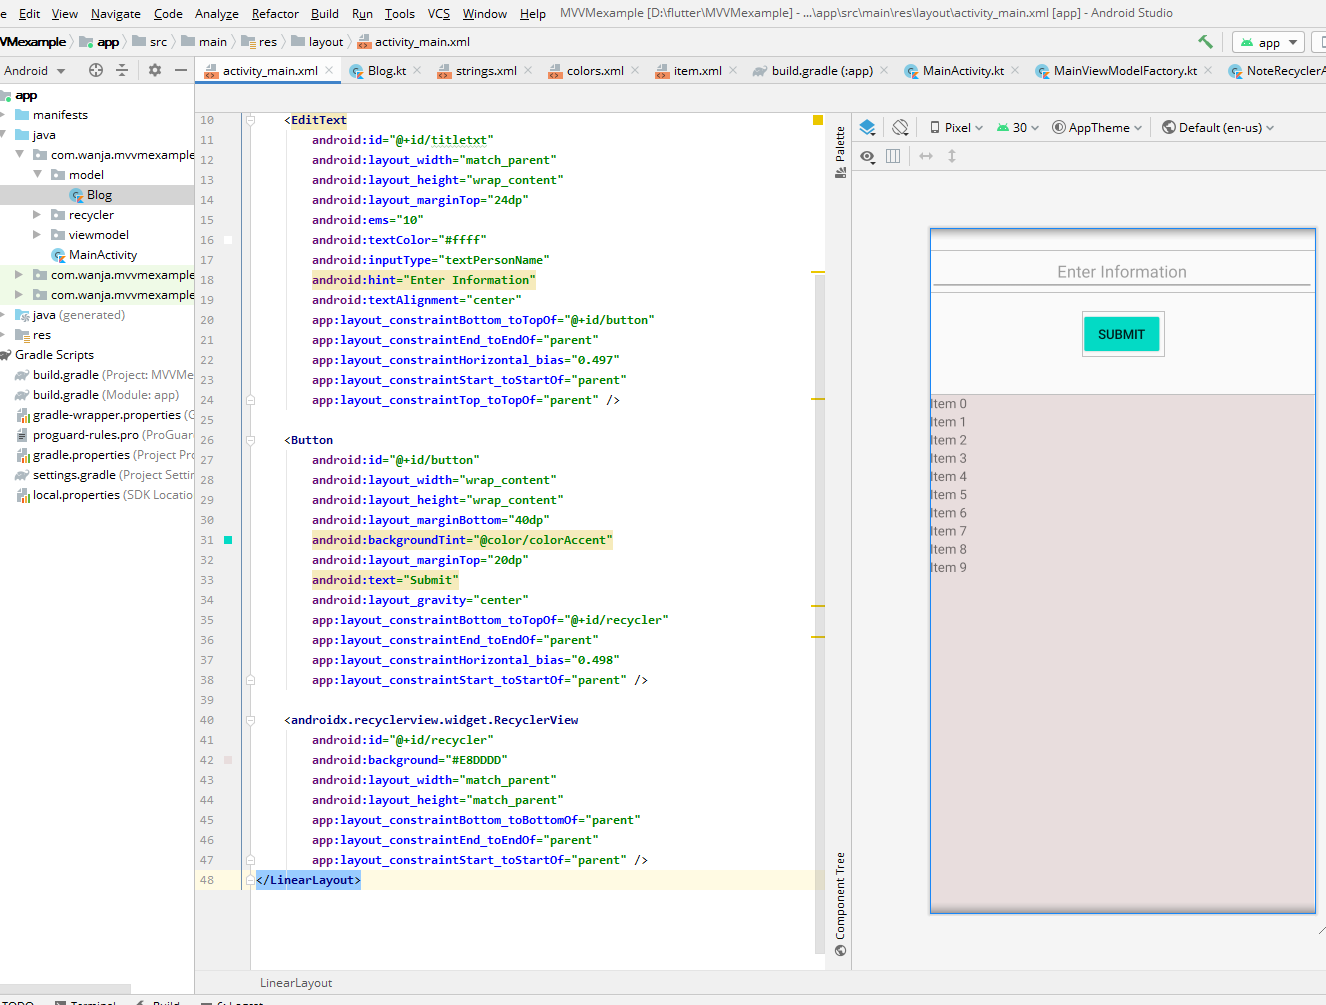 e Edit View Navigate Code Analyze Refactor Build Run Tools VCS Window Help MVVMexample [D:\flutter\MVVMexample] - ...\app\src\main\res\layout\activity_main.xml [app] - Android Studio
VMexample app src main res layout activity_main.xml app
Android activity_main.xml Blog.kt strings.xml colors.xml item.xml build.gradle (:app) MainActivity.kt MainViewModelFactory.kt NoteRecyclerA
app
manifests
java
com.wanja.mvvmexample
model
Blog
recycler
viewmodel
MainActivity
com.wanja.mvvmexample
com.wanja.mvvmexample
java (generated)
res
Gradle Scripts
build.gradle (Project: MVVMe
build.gradle (Module: app)
gradle-wrapper.properties (G
proguard-rules.pro (ProGuar
gradle.properties (Project Pro
settings.gradle (Project Settin
local.properties (SDK Locatio
10 <EditText
11 android:id="@+id/titletxt"
12 android:layout_width="match_parent"
13 android:layout_height="wrap_content"
14 android:layout_marginTop="24dp"
15 android:ems="10"
16 android:textColor="#ffff"
17 android:inputType="textPersonName"
18 android:hint="Enter Information"
19 android:textAlignment="center"
20 app:layout_constraintBottom_toTopOf="@+id/button"
21 app:layout_constraintEnd_toEndOf="parent"
22 app:layout_constraintHorizontal_bias="0.497"
23 app:layout_constraintStart_toStartOf="parent"
24 app:layout_constraintTop_toTopOf="parent" />
25
26 <Button
27 android:id="@+id/button"
28 android:layout_width="wrap_content"
29 android:layout_height="wrap_content"
30 android:layout_marginBottom="40dp"
31 android:backgroundTint="@color/colorAccent"
32 android:layout_marginTop="20dp"
33 android:text="Submit"
34 android:layout_gravity="center"
35 app:layout_constraintBottom_toTopOf="@+id/recycler"
36 app:layout_constraintEnd_toEndOf="parent"
37 app:layout_constraintHorizontal_bias="0.498"
38 app:layout_constraintStart_toStartOf="parent" />
39
40 <androidx.recyclerview.widget.RecyclerView
41 android:id="@+id/recycler"
42 android:background="#E8DDDD"
43 android:layout_width="match_parent"
44 android:layout_height="match_parent"
45 app:layout_constraintBottom_toBottomOf="parent"
46 app:layout_constraintEnd_toEndOf="parent"
47 app:layout_constraintStart_toStartOf="parent" />
48 </LinearLayout>
LinearLayout
Palette
Component Tree
Pixel 30 AppTheme Default (en-us)
Enter Information
SUBMIT
Item 0
Item 1
Item 2
Item 3
Item 4
Item 5
Item 6
Item 7
Item 8
Item 9
TODO Terminal Build 6: Logcat